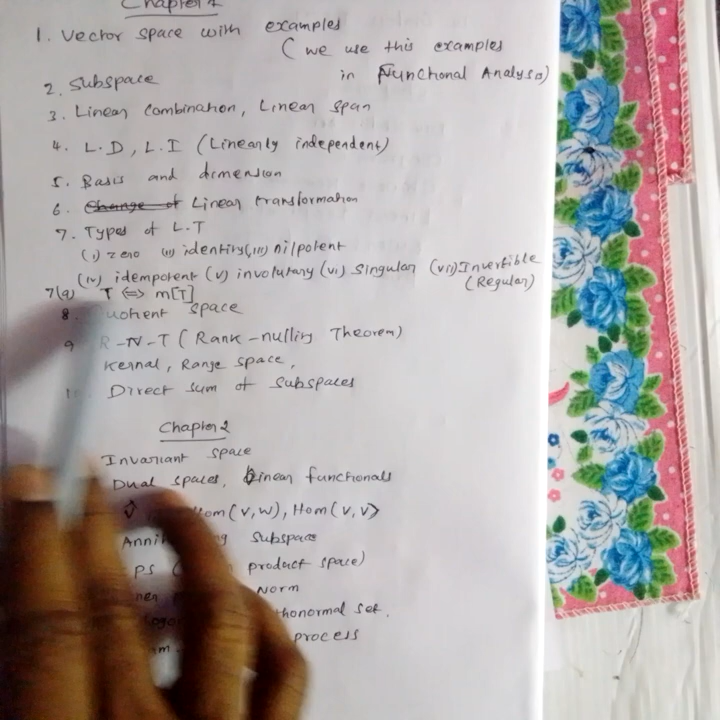 Chapter 1
1. Vector space with examples
(we use this examples
in Functional Analysis)
2. Subspace
3. Linear Combination, Linear span
4. L.D, L.I (Linearly independent)
5. Basis and dimension
6. Change of Linear transformation
7. Types of L.T
(i) zero (ii) identity (iii) nilpotent
(iv) idempotent (v) involutary (vi) Singular (vii) Invertible
(Regular)
7(a) T ⇔ m[T]
8. Quotient space
9 R-N-T (Rank-nullity Theorem)
Kernal, Range space,
Direct sum of subspaces
Chapter 2
Invariant space
Dual spaces, Linear functionals
Hom(V,W), Hom(V,V)
Subspace
product space)
Norm
set.
process